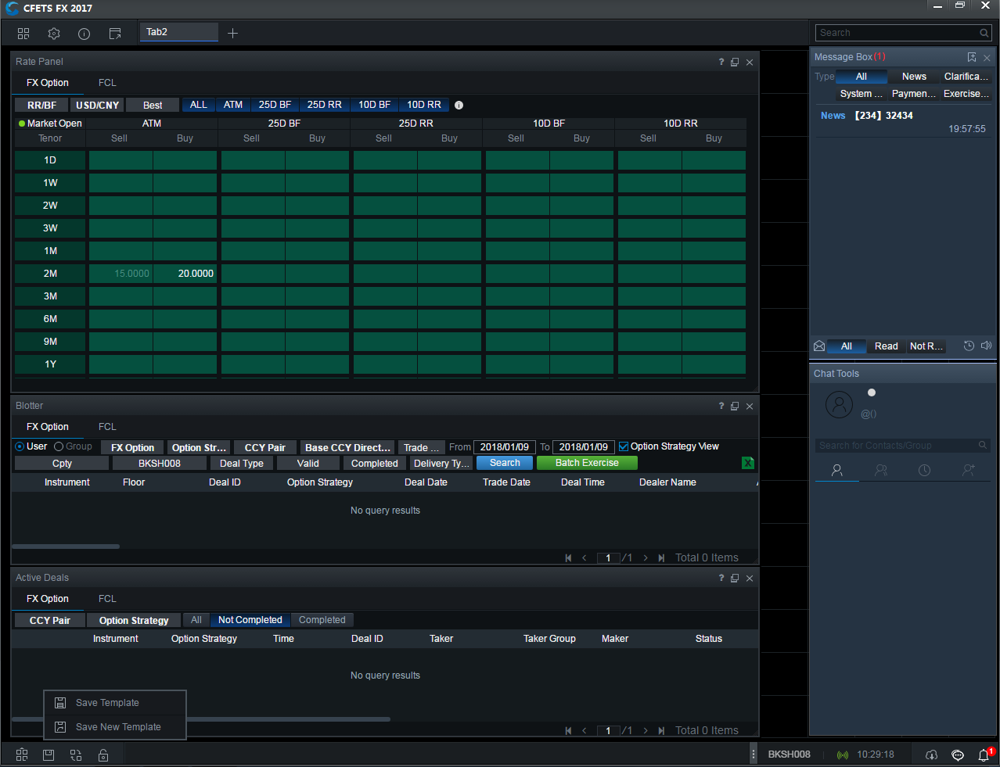 CFETS FX 2017
Tab2
Search
Rate Panel
FX Option FCL
RR/BF USD/CNY Best ALL ATM 25D BF 25D RR 10D BF 10D RR
Market Open ATM 25D BF 25D RR 10D BF 10D RR
Tenor Sell Buy Sell Buy Sell Buy Sell Buy Sell Buy
1D
1W
2W
3W
1M
2M 15.0000 20.0000
3M
6M
9M
1Y
Message Box(1)
Type All News Clarifica...
System ... Paymen... Exercise...
News 【234】32434
19:57:55
All Read Not R...
Chat Tools
@()
Search for Contacts/Group
Blotter
FX Option FCL
User Group FX Option Option Str... CCY Pair Base CCY Direct... Trade ... From 2018/01/09 To 2018/01/09 Option Strategy View
Cpty BKSH008 Deal Type Valid Completed Delivery Ty... Search Batch Exercise
Instrument Floor Deal ID Option Strategy Deal Date Trade Date Deal Time Dealer Name
No query results
1 /1 Total 0 Items
Active Deals
FX Option FCL
CCY Pair Option Strategy All Not Completed Completed
Instrument Option Strategy Time Deal ID Taker Taker Group Maker Status
No query results
Save Template
Save New Template
1 /1 Total 0 Items
BKSH008 10:29:18 1